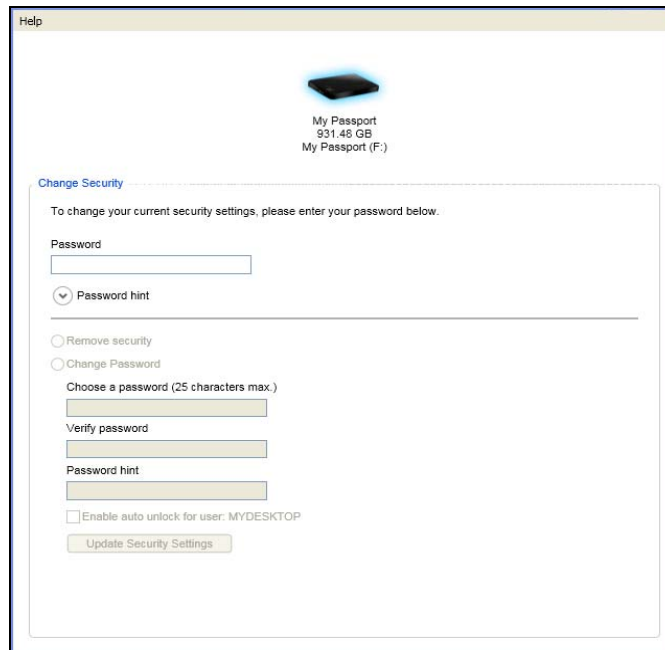 Help
My Passport
931.48 GB
My Passport (F:)
Change Security
To change your current security settings, please enter your password below.
Password
Password hint
Remove security
Change Password
Choose a password (25 characters max.)
Verify password
Password hint
Enable auto unlock for user: MYDESKTOP
Update Security Settings